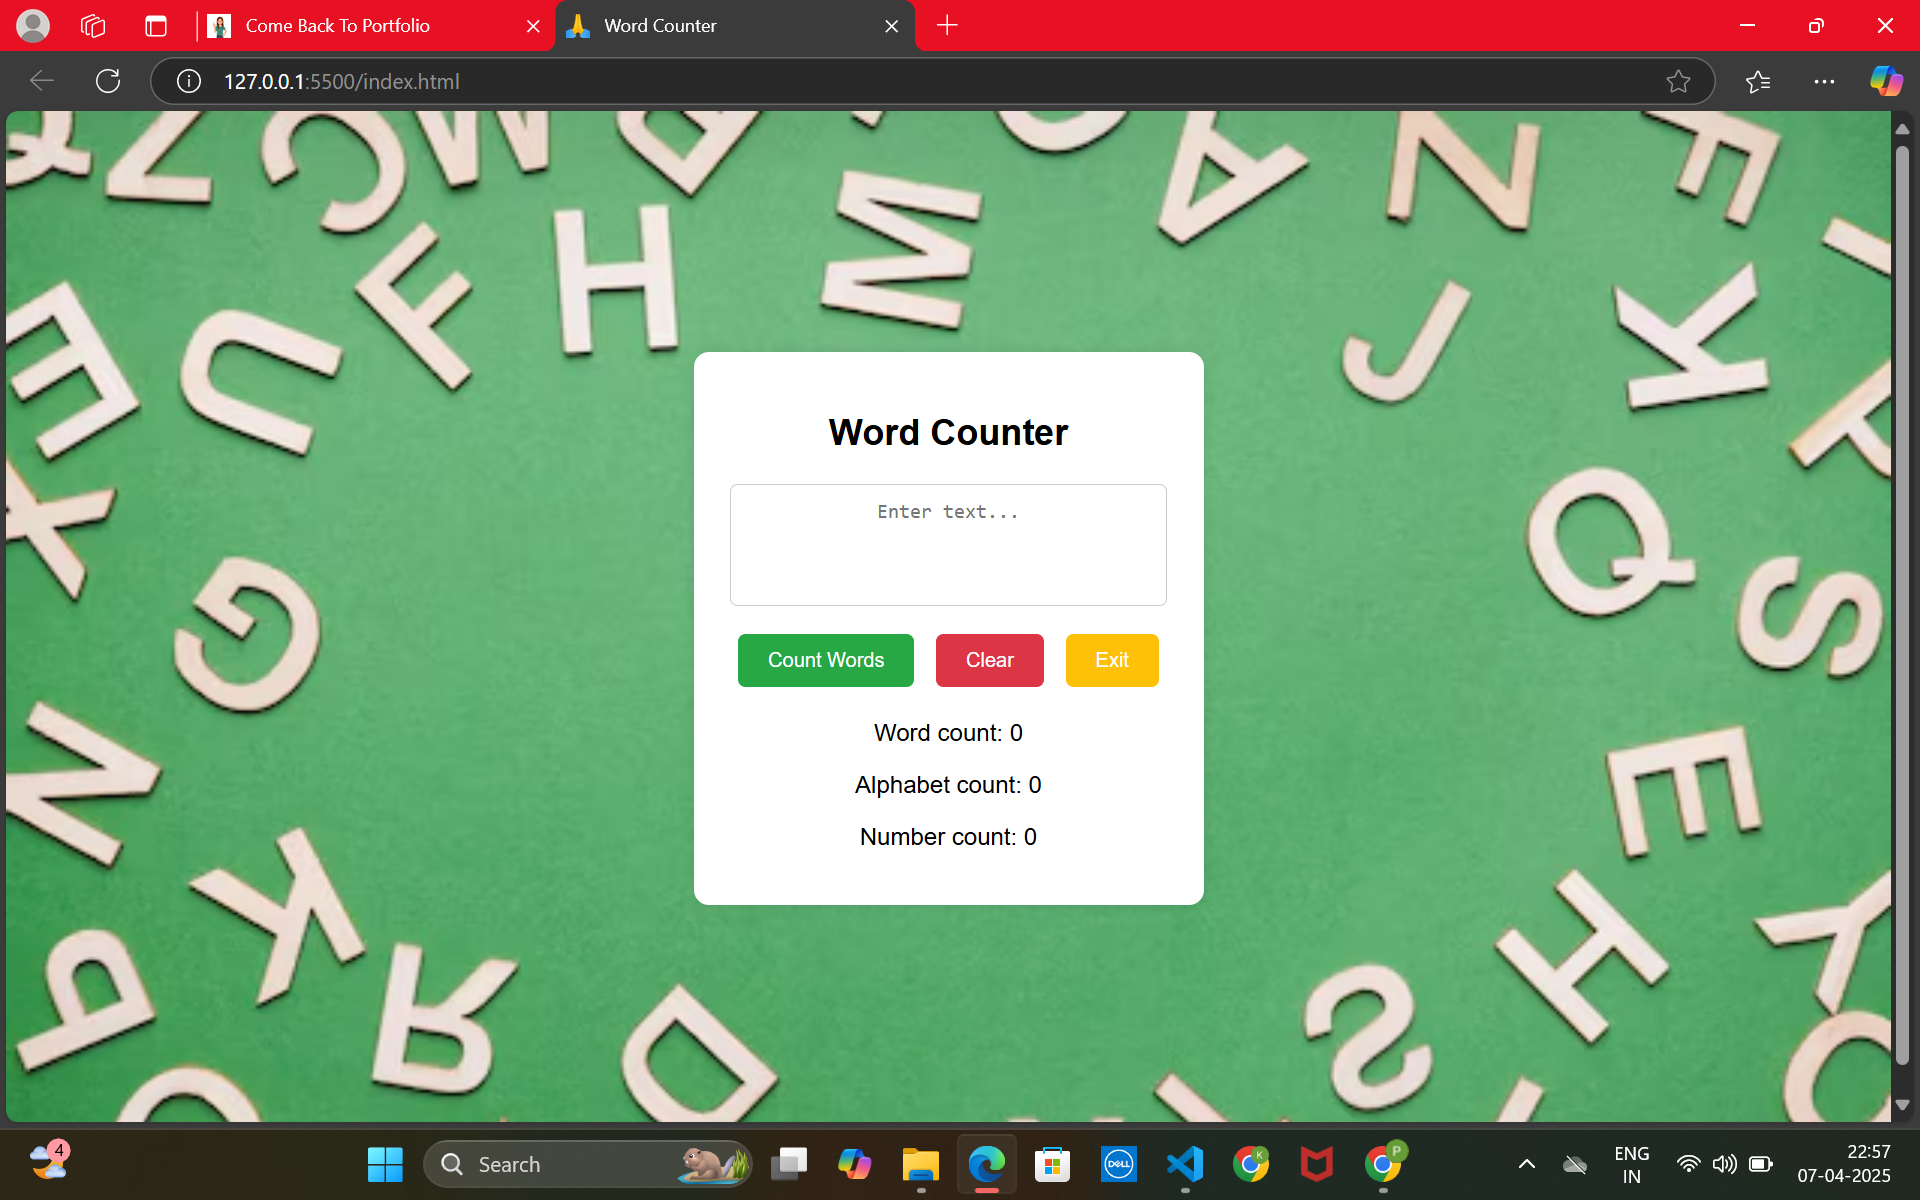 Come Back To Portfolio
Word Counter
127.0.0.1:5500/index.html
Word Counter
Enter text...
Count Words Clear Exit
Word count: 0
Alphabet count: 0
Number count: 0
4
Search
DELL
K
P
ENG
IN
22:57
07-04-2025